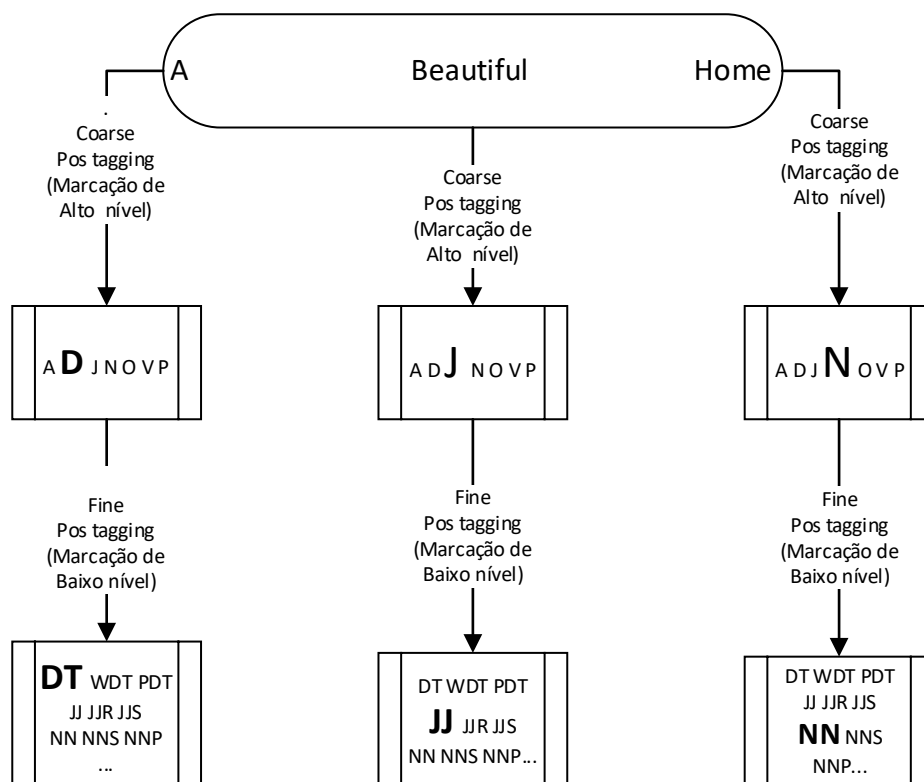 A Beautiful Home
.
Coarse
Pos tagging
(Marcação de
Alto nível)
Coarse
Pos tagging
(Marcação de
Alto nível)
Coarse
Pos tagging
(Marcação de
Alto nível)
A D J N O V P
A D J N O V P
A D J N O V P
Fine
Pos tagging
(Marcação de
Baixo nível)
Fine
Pos tagging
(Marcação de
Baixo nível)
Fine
Pos tagging
(Marcação de
Baixo nível)
DT WDT PDT
JJ JJR JJS
NN NNS NNP
...
DT WDT PDT
JJ JJR JJS
NN NNS NNP...
DT WDT PDT
JJ JJR JJS
NN NNS
NNP...